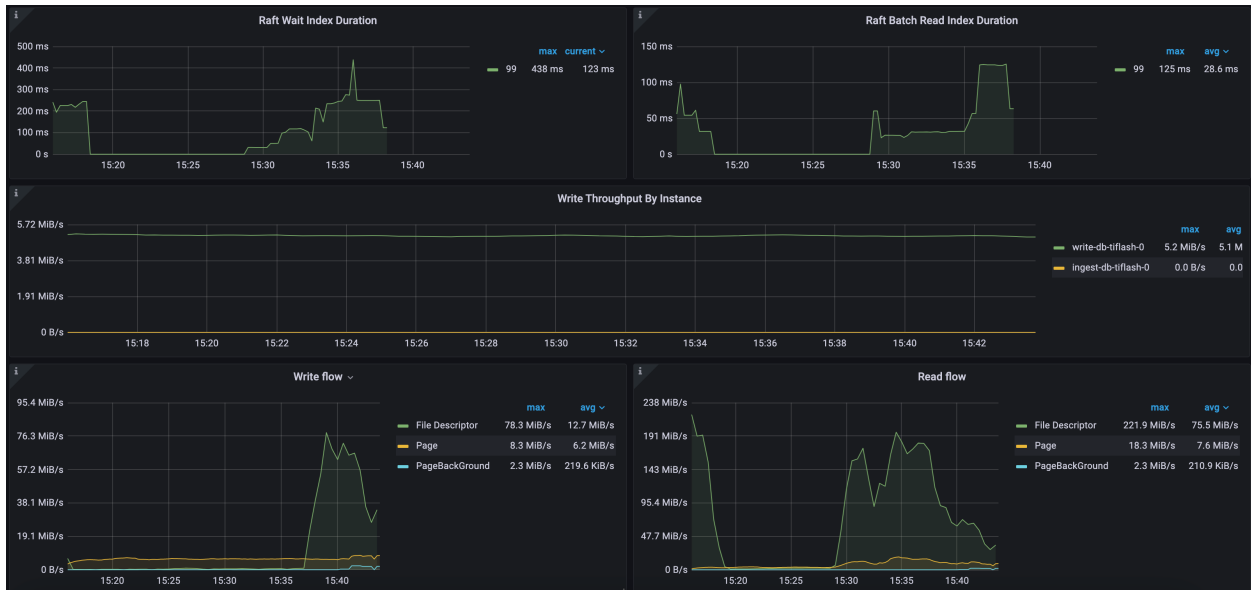 i
Raft Wait Index Duration
500 ms
400 ms
300 ms
200 ms
100 ms
0 s
15:20 15:25 15:30 15:35 15:40
max current
99 438 ms 123 ms
i
Raft Batch Read Index Duration
150 ms
100 ms
50 ms
0 s
15:20 15:25 15:30 15:35 15:40
max avg
99 125 ms 28.6 ms
i
Write Throughput By Instance
5.72 MiB/s
3.81 MiB/s
1.91 MiB/s
0 B/s
15:18 15:20 15:22 15:24 15:26 15:28 15:30 15:32 15:34 15:36 15:38 15:40 15:42
max avg
write-db-tiflash-0 5.2 MiB/s 5.1 M
ingest-db-tiflash-0 0.0 B/s 0.0
i
Write flow
95.4 MiB/s
76.3 MiB/s
57.2 MiB/s
38.1 MiB/s
19.1 MiB/s
0 B/s
15:20 15:25 15:30 15:35 15:40
max avg
File Descriptor 78.3 MiB/s 12.7 MiB/s
Page 8.3 MiB/s 6.2 MiB/s
PageBackGround 2.3 MiB/s 219.6 KiB/s
i
Read flow
238 MiB/s
191 MiB/s
143 MiB/s
95.4 MiB/s
47.7 MiB/s
0 B/s
15:20 15:25 15:30 15:35 15:40
max avg
File Descriptor 221.9 MiB/s 75.5 MiB/s
Page 18.3 MiB/s 7.6 MiB/s
PageBackGround 2.3 MiB/s 210.9 KiB/s